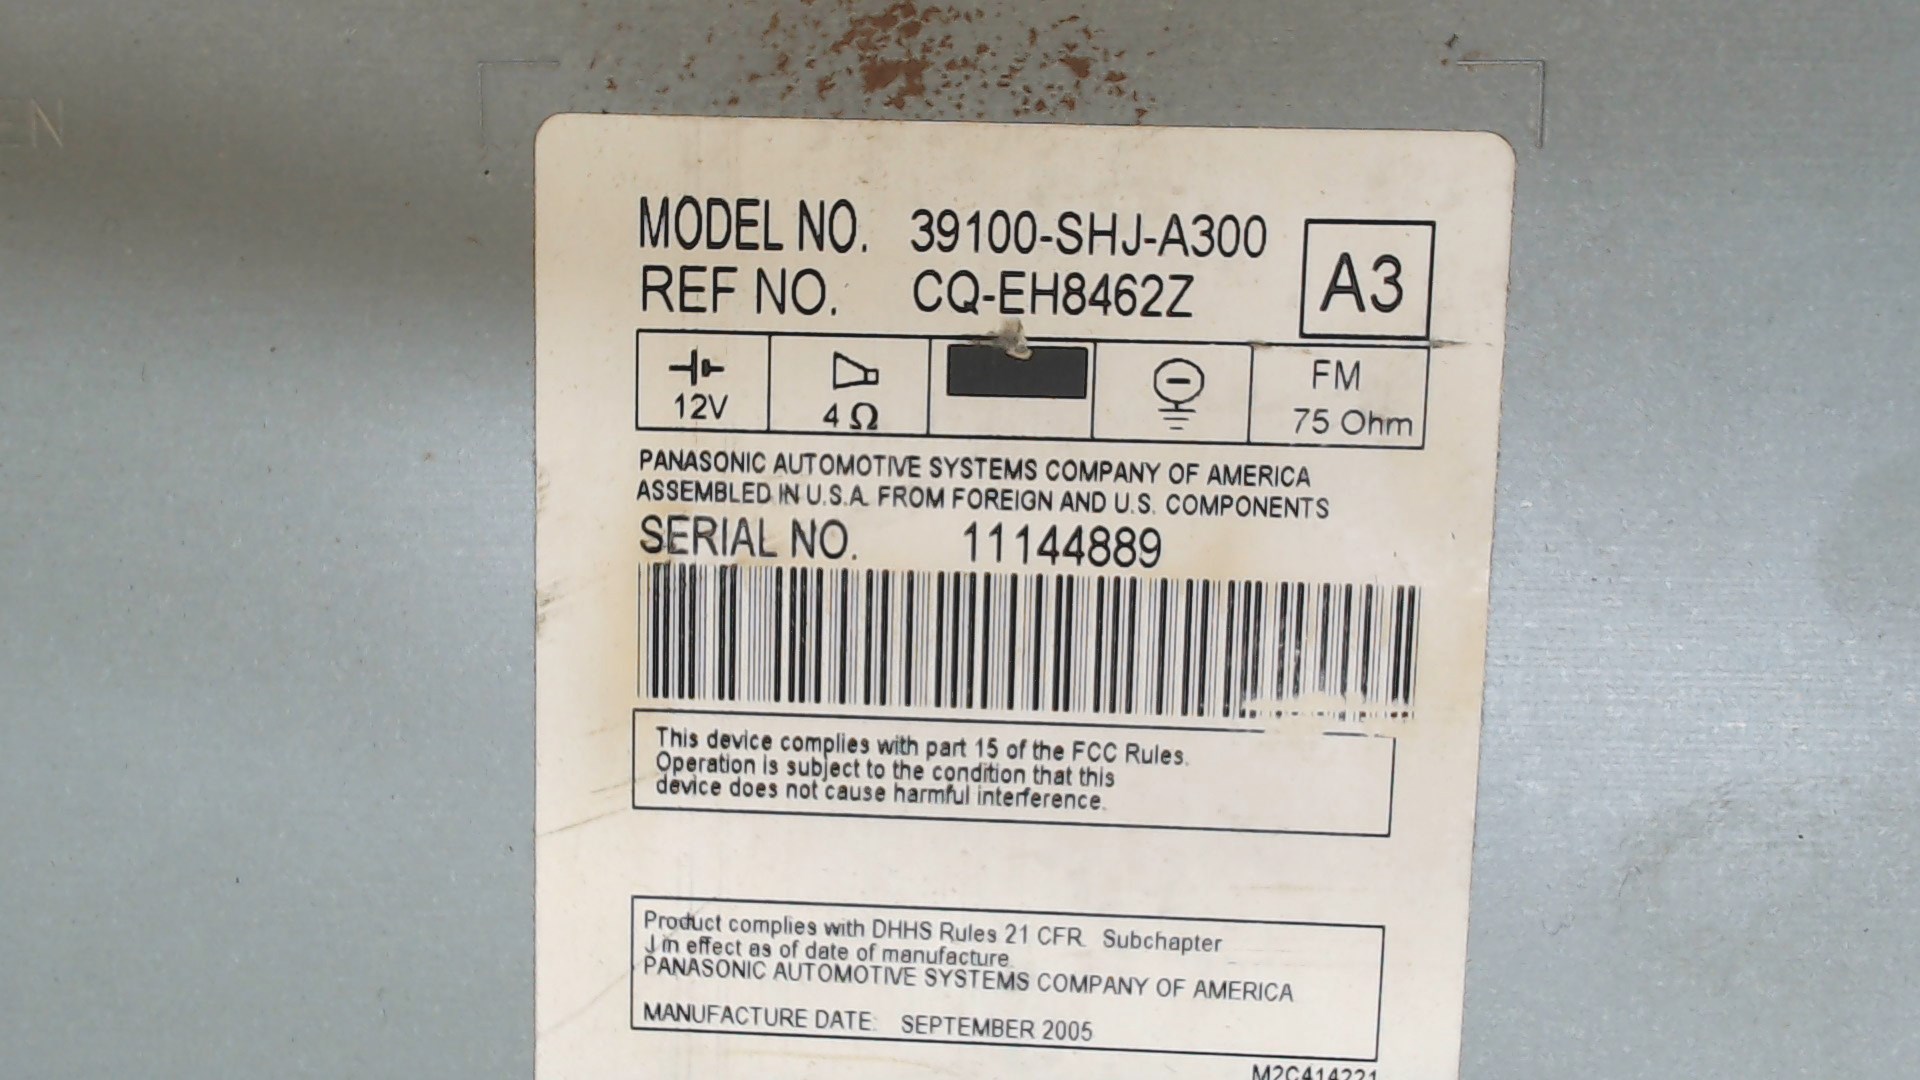 EN
MODEL NO. 39100-SHJ-A300
REF NO. CQ-EH8462Z
A3
12V
4 Ω
FM
75 Ohm
PANASONIC AUTOMOTIVE SYSTEMS COMPANY OF AMERICA
ASSEMBLED IN U.S.A. FROM FOREIGN AND U.S. COMPONENTS
SERIAL NO. 11144889
This device complies with part 15 of the FCC Rules.
Operation is subject to the condition that this
device does not cause harmful interference.
Product complies with DHHS Rules 21 CFR. Subchapter
J in effect as of date of manufacture.
PANASONIC AUTOMOTIVE SYSTEMS COMPANY OF AMERICA
MANUFACTURE DATE: SEPTEMBER 2005
M2C414221